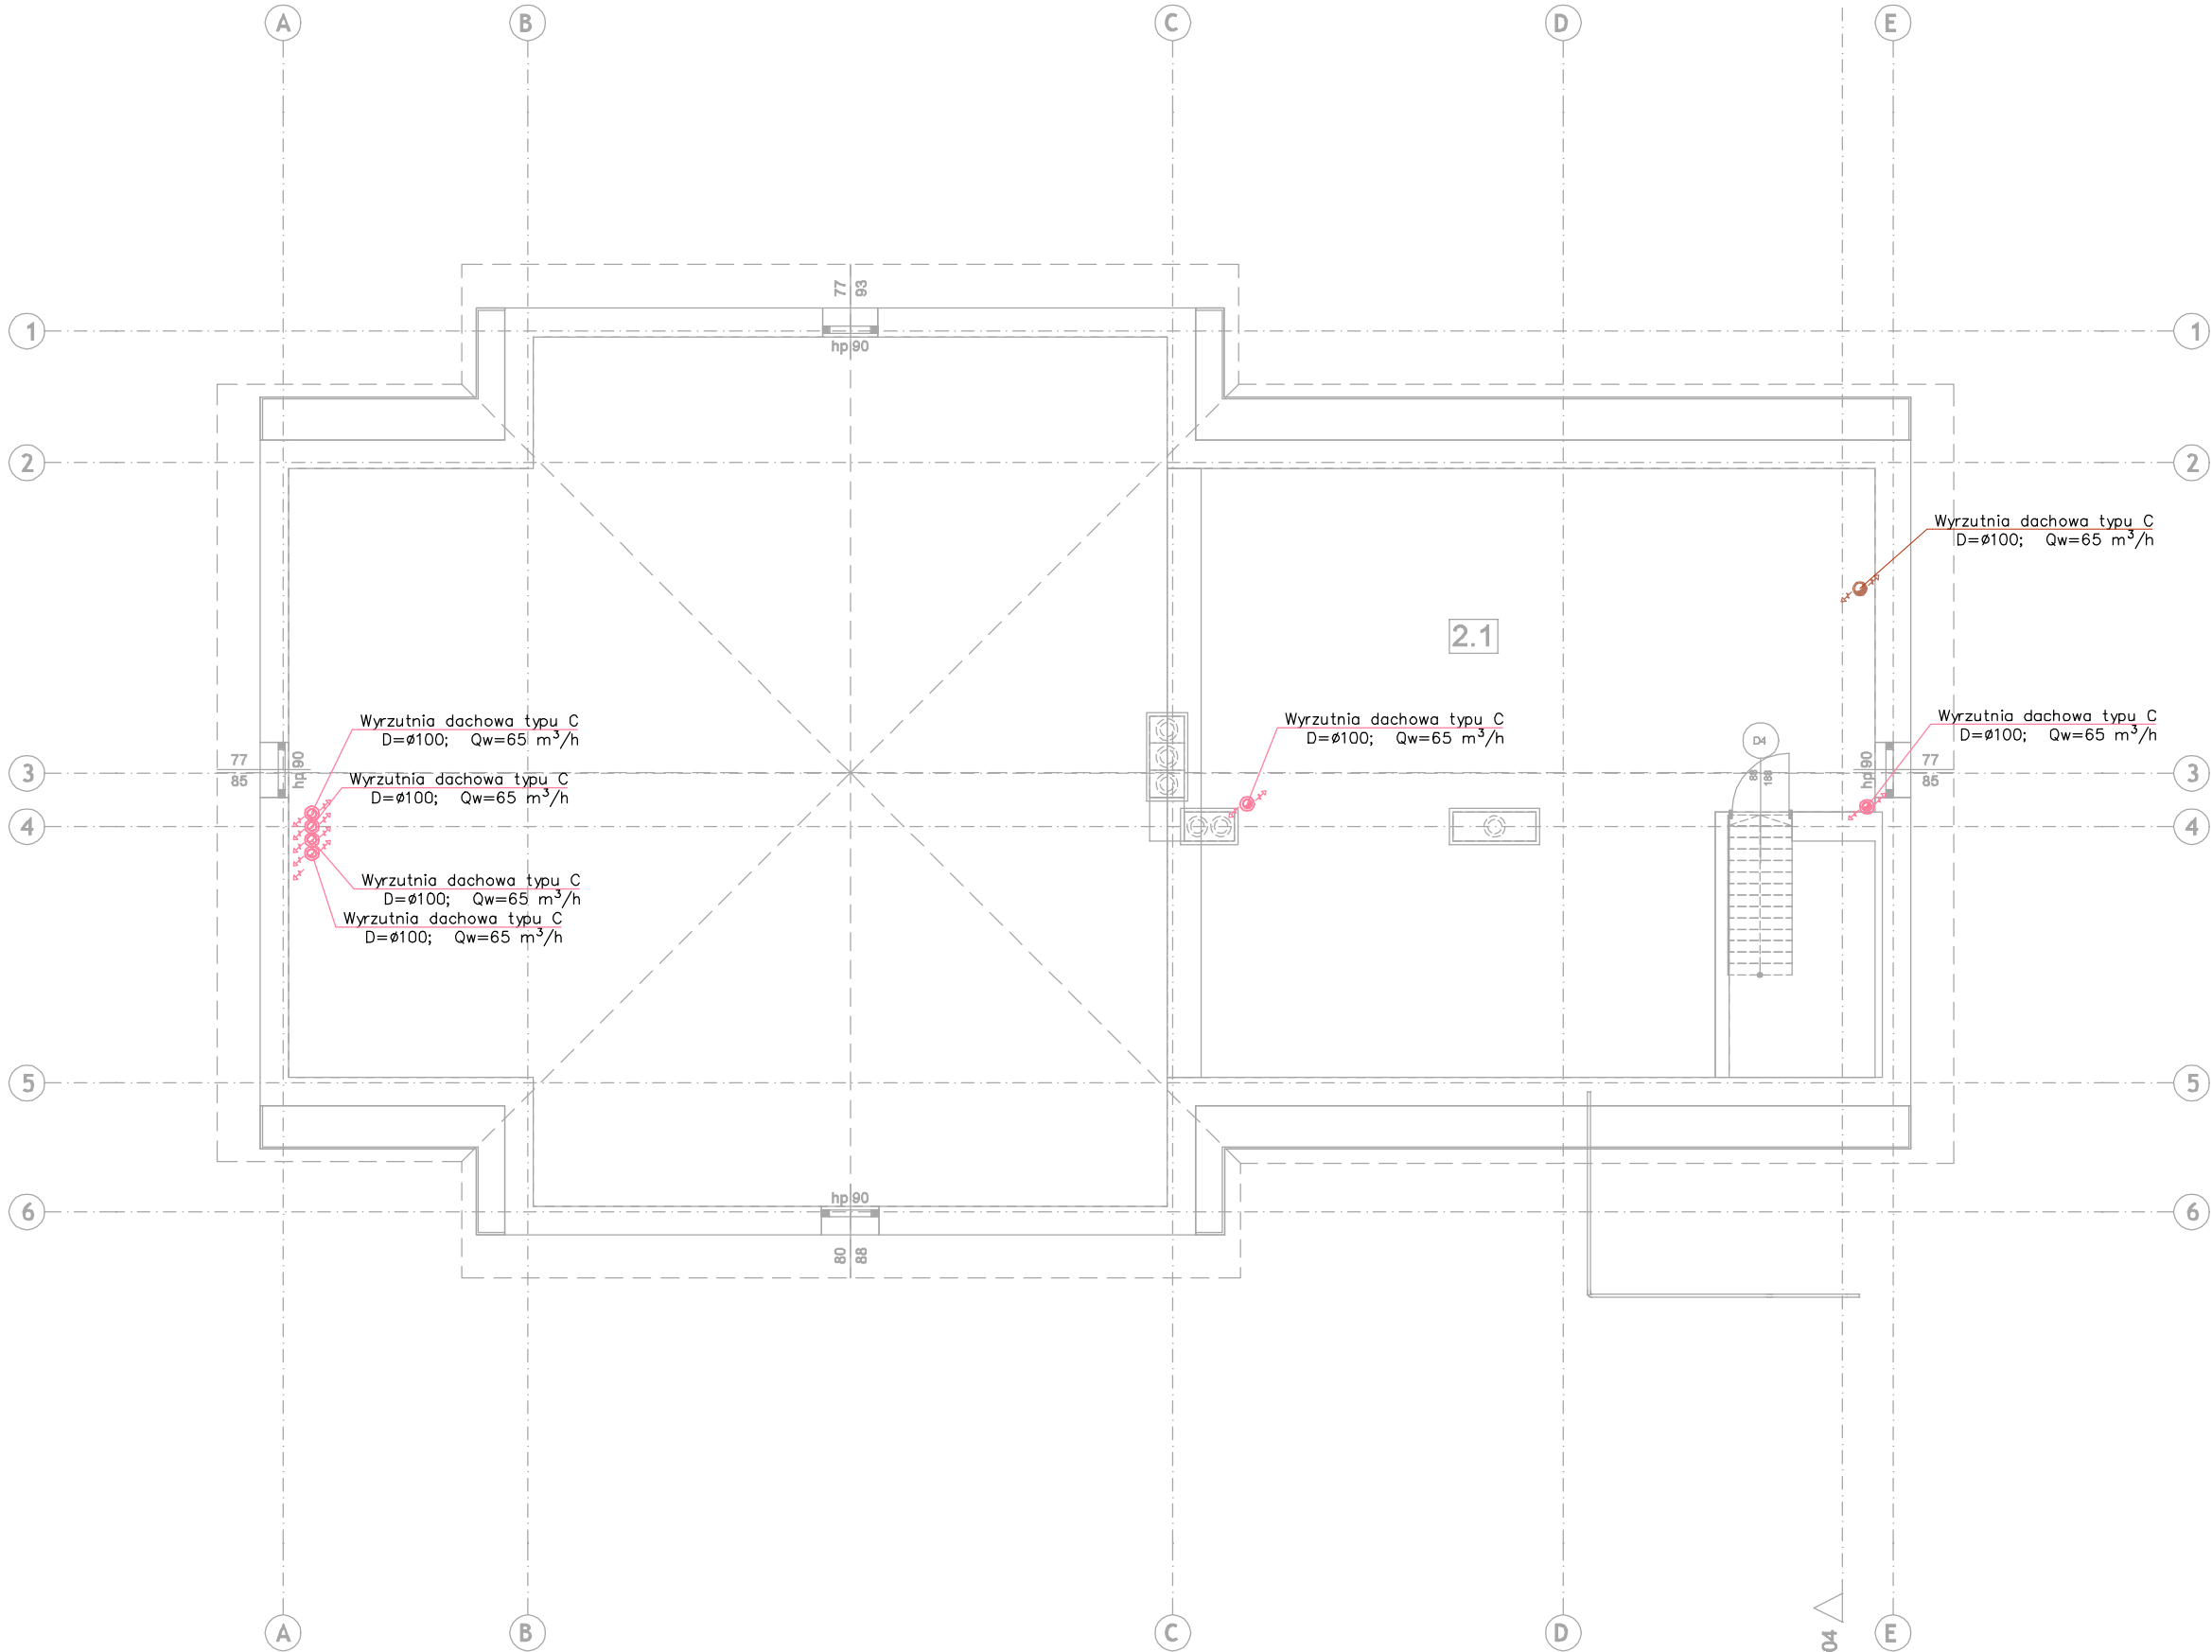 A B C D E
77 93
1 1
hp 90
2 2
Wyrzutnia dachowa typu C
D=ø100; Qw=65 m³/h
2.1
Wyrzutnia dachowa typu C
D=ø100; Qw=65 m³/h
Wyrzutnia dachowa typu C
D=ø100; Qw=65 m³/h
Wyrzutnia dachowa typu C
D=ø100; Qw=65 m³/h
D4
77
85
hp 90
3
88
188
hp 90
77
85
3
Wyrzutnia dachowa typu C
D=ø100; Qw=65 m³/h
4 4
Wyrzutnia dachowa typu C
D=ø100; Qw=65 m³/h
Wyrzutnia dachowa typu C
D=ø100; Qw=65 m³/h
5 5
hp 90
6 6
80 88
A B C D E
04